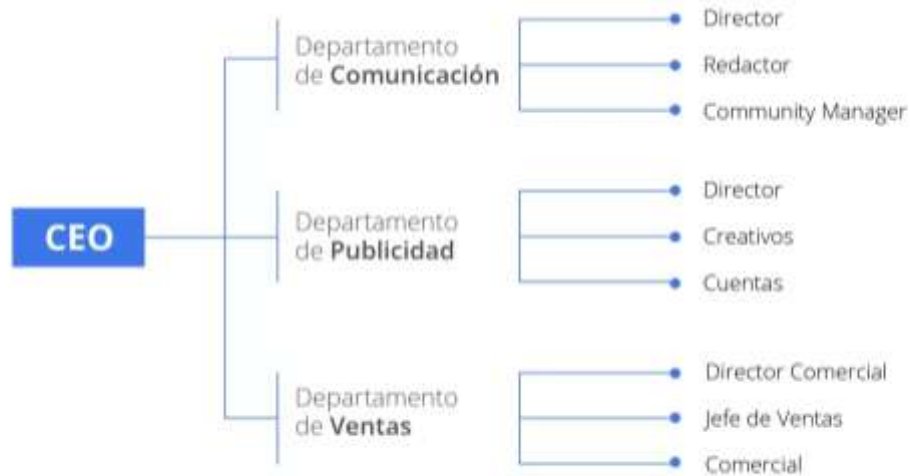 CEO
Departamento
de Comunicación
Director
Redactor
Community Manager
Departamento
de Publicidad
Director
Creativos
Cuentas
Departamento
de Ventas
Director Comercial
Jefe de Ventas
Comercial